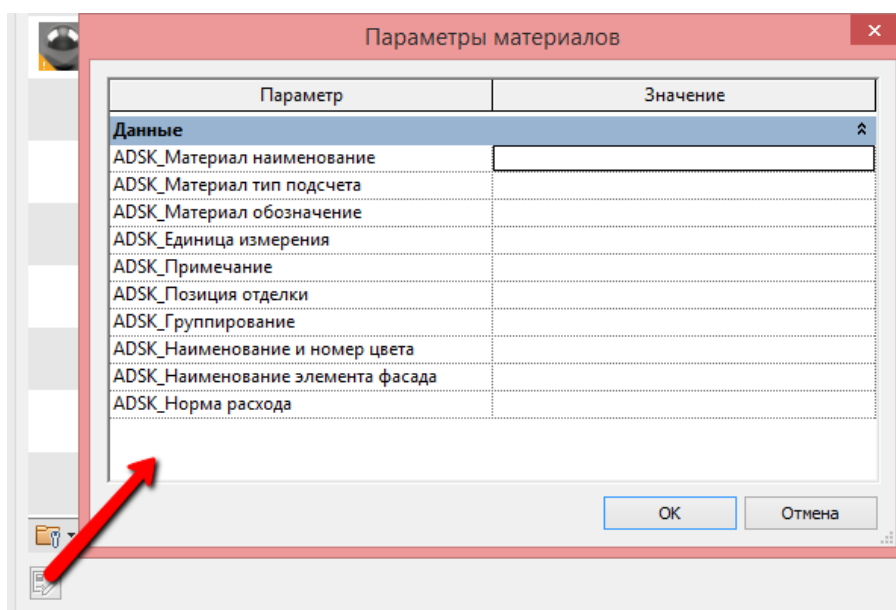 Параметры материалов
Параметр Значение
Данные
ADSK_Материал наименование
ADSK_Материал тип подсчета
ADSK_Материал обозначение
ADSK_Единица измерения
ADSK_Примечание
ADSK_Позиция отделки
ADSK_Группирование
ADSK_Наименование и номер цвета
ADSK_Наименование элемента фасада
ADSK_Норма расхода
OK Отмена